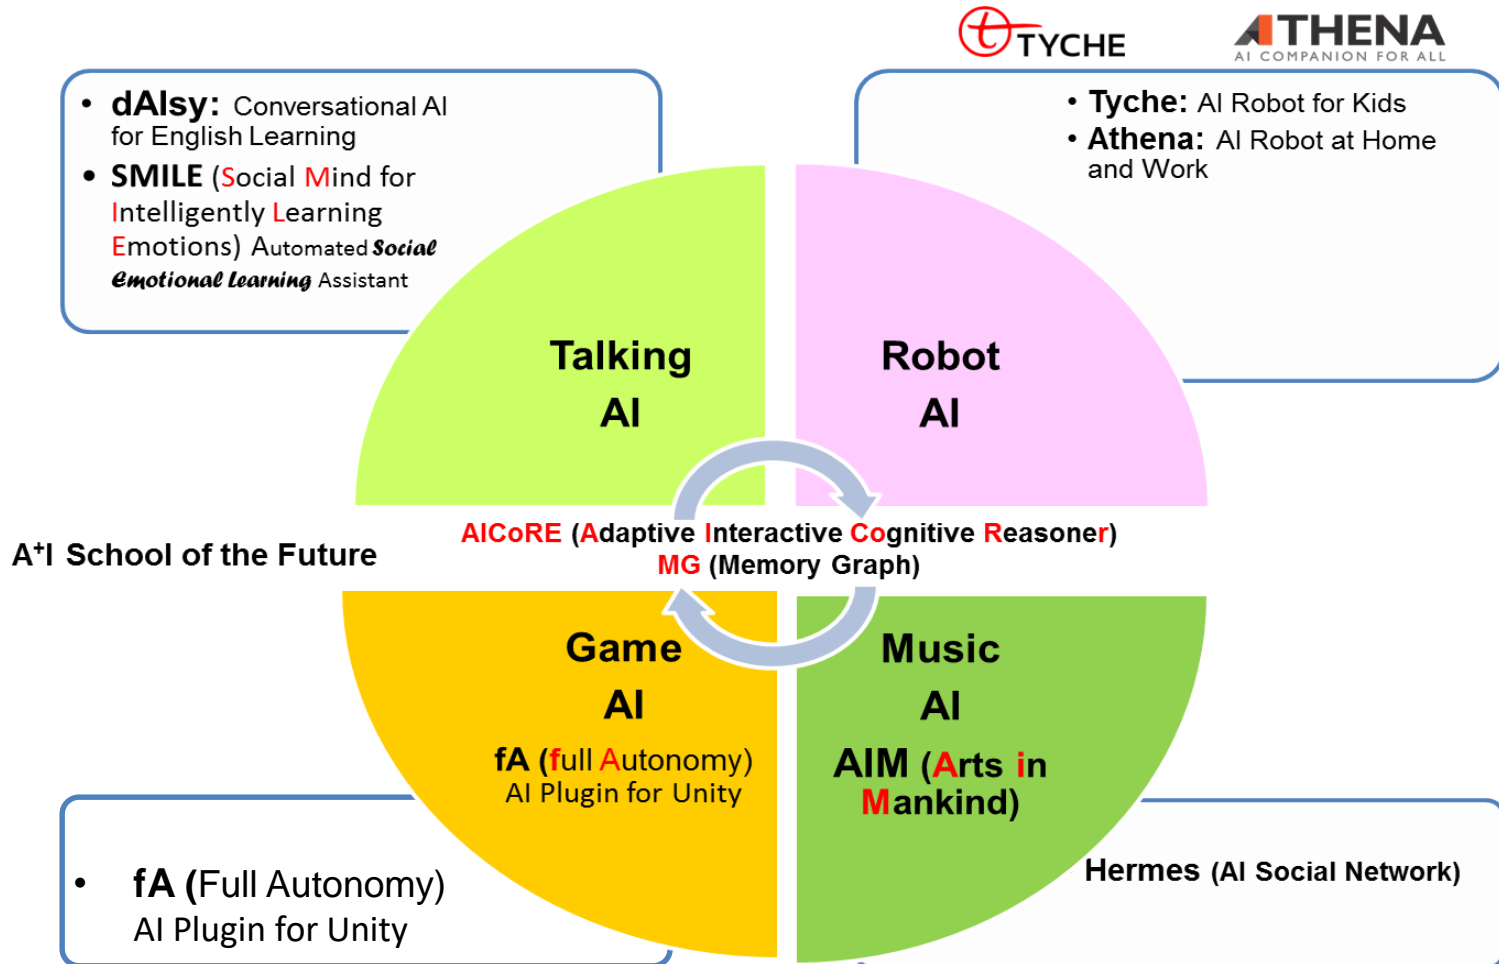 TYCHE
ATHENA
AI COMPANION FOR ALL
• dAIsy: Conversational AI
for English Learning
• SMILE (Social Mind for
Intelligently Learning
Emotions) Automated Social
Emotional Learning Assistant
• Tyche: AI Robot for Kids
• Athena: AI Robot at Home
and Work
Talking
AI
Robot
AI
AICoRE (Adaptive Interactive Cognitive Reasoner)
MG (Memory Graph)
A+I School of the Future
Game
AI
fA (full Autonomy)
AI Plugin for Unity
Music
AI
AIM (Arts in
Mankind)
• fA (Full Autonomy)
AI Plugin for Unity
Hermes (AI Social Network)